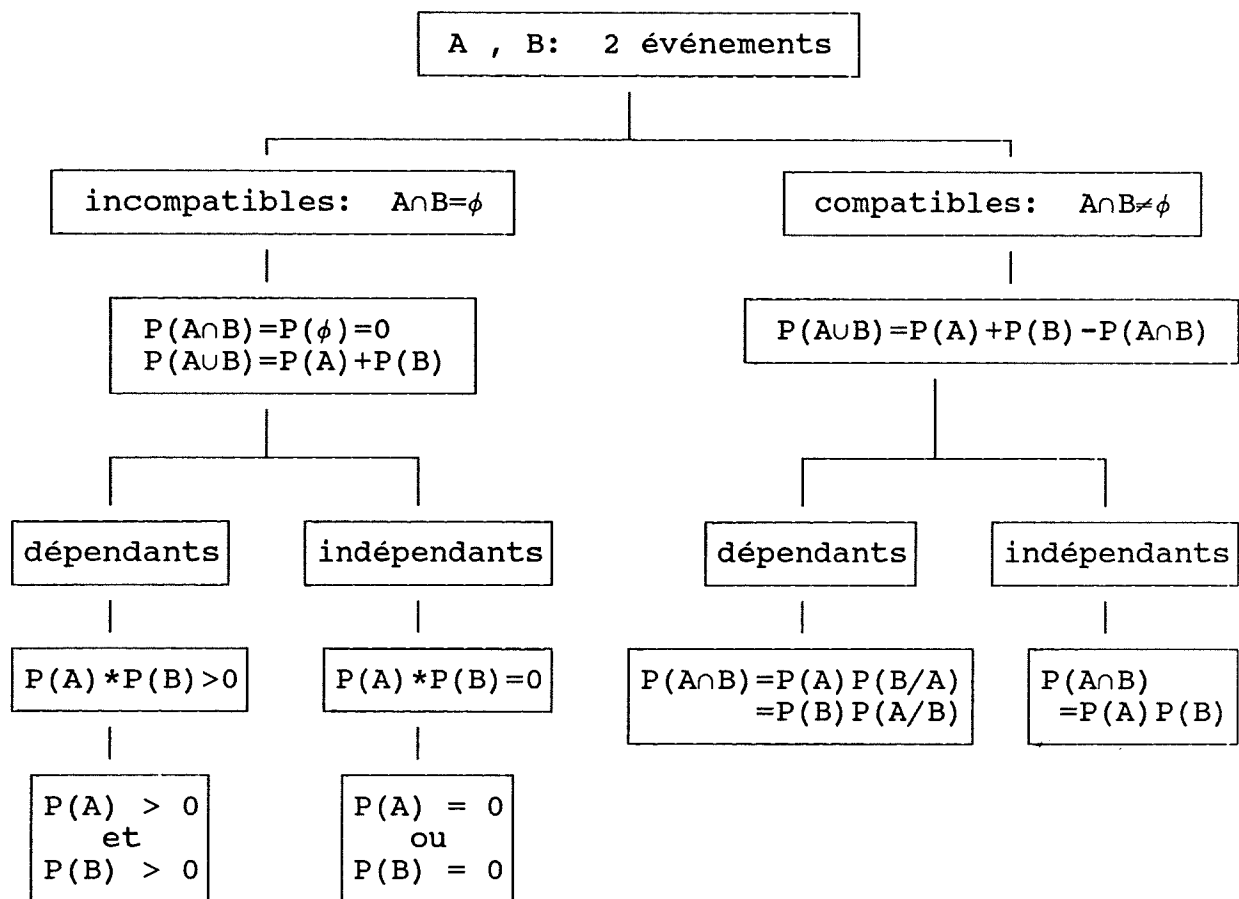 A , B: 2 événements
incompatibles: A∩B=ϕ
compatibles: A∩B≠ϕ
P(A∩B)=P(ϕ)=0
P(A∪B)=P(A)+P(B)
P(A∪B)=P(A)+P(B)-P(A∩B)
dépendants
indépendants
dépendants
indépendants
P(A)*P(B)>0
P(A)*P(B)=0
P(A∩B)=P(A)P(B/A)
=P(B)P(A/B)
P(A∩B)
=P(A)P(B)
P(A) > 0
et
P(B) > 0
P(A) = 0
ou
P(B) = 0